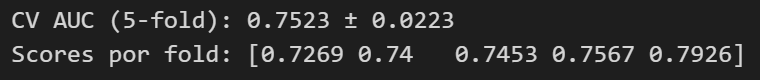 CV AUC (5-fold): 0.7523 ± 0.0223
Scores por fold: [0.7269 0.74   0.7453 0.7567 0.7926]